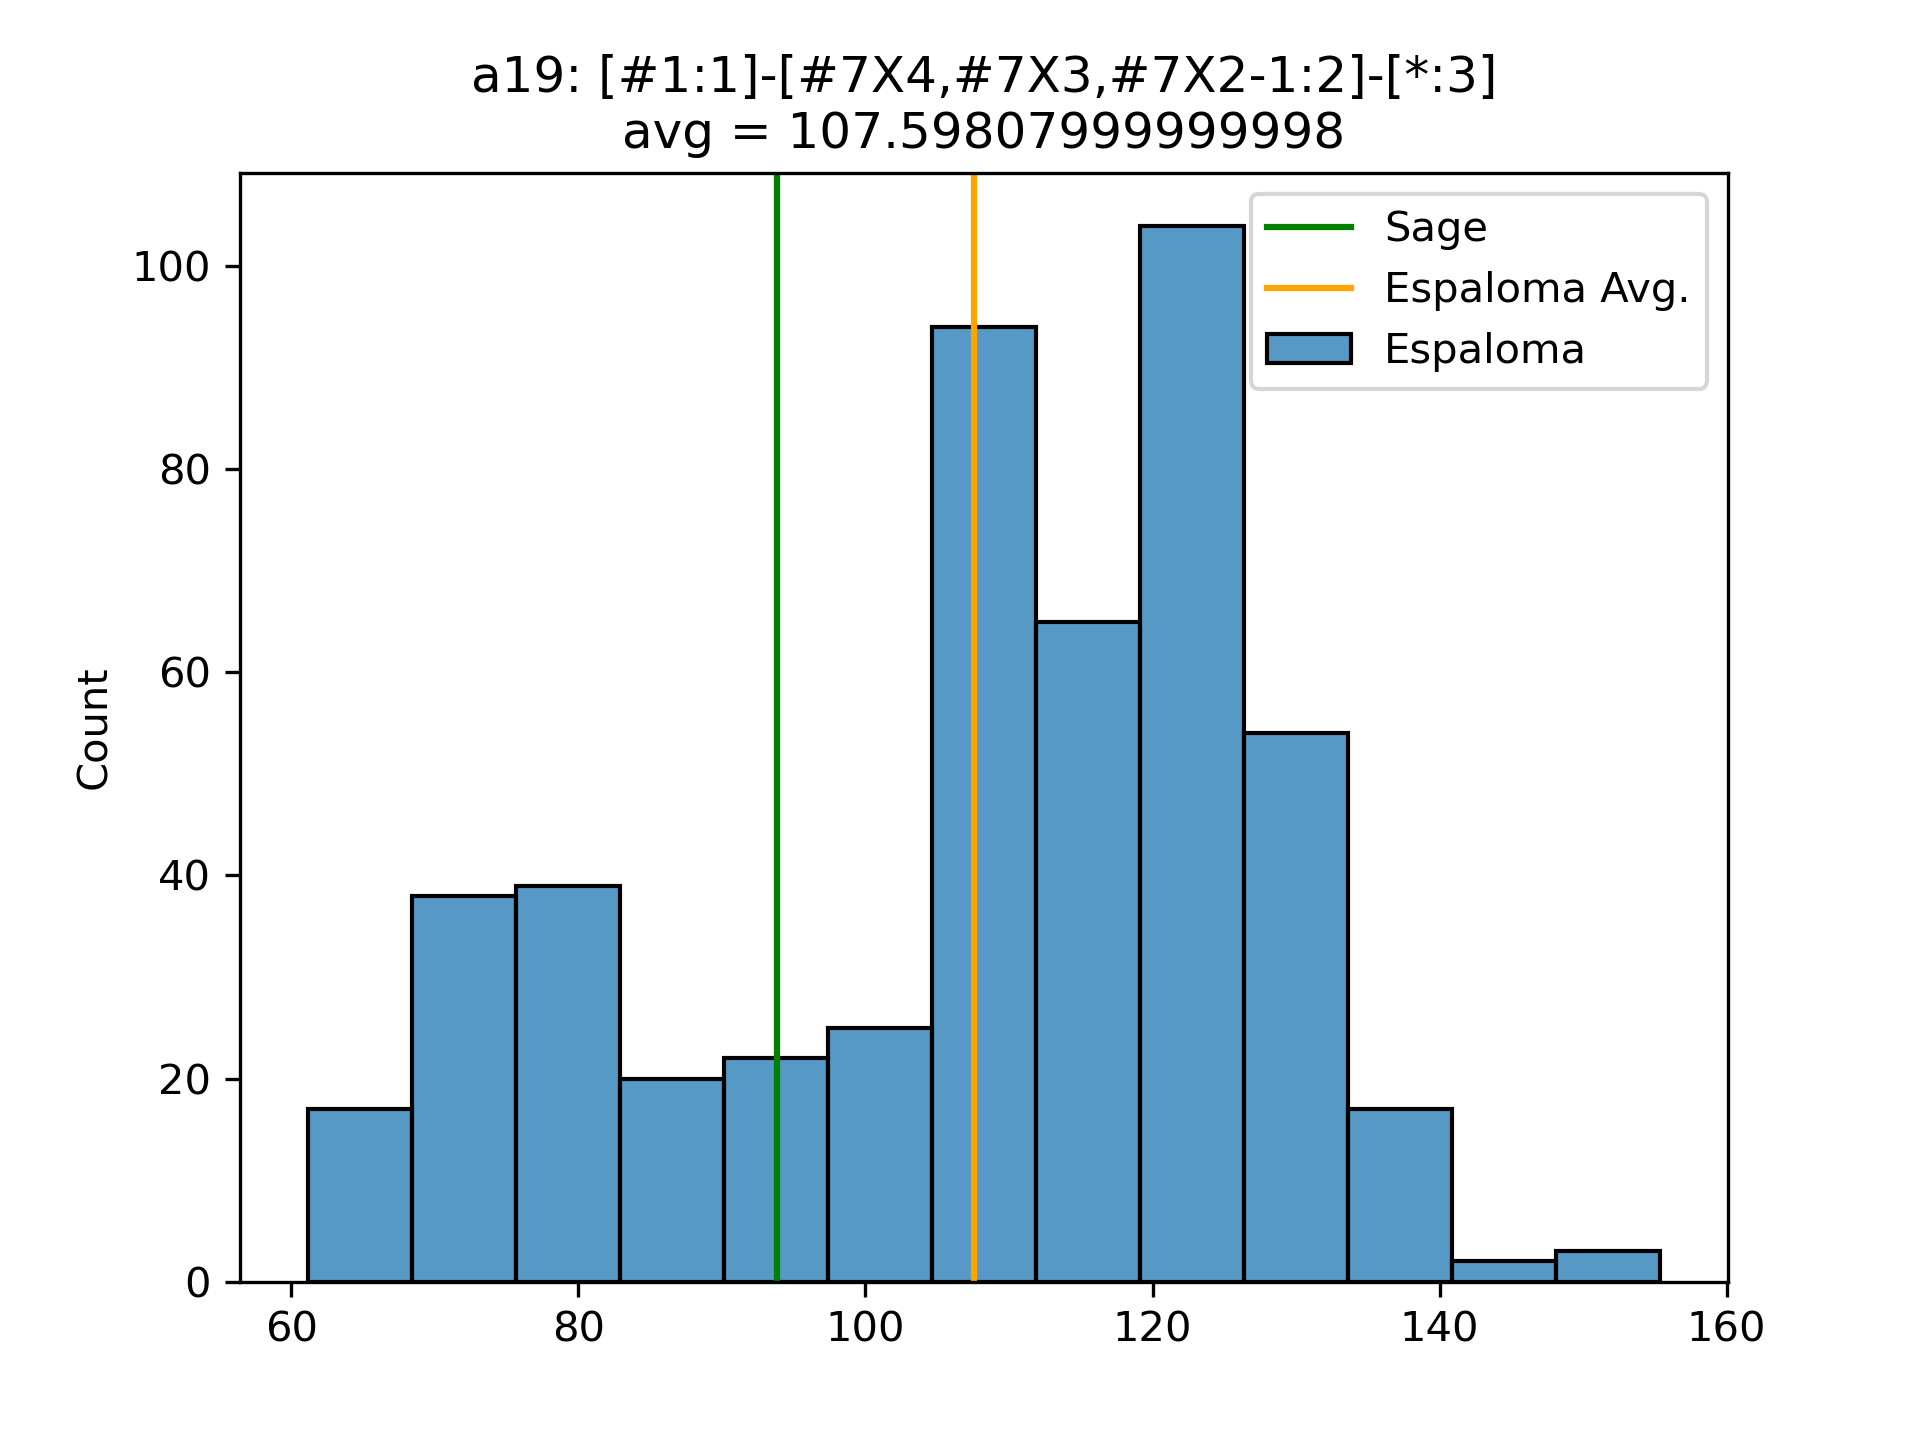 a19: [#1:1]-[#7X4,#7X3,#7X2-1:2]-[*:3]
avg = 107.59807999999998
Sage
Espaloma Avg.
Espaloma
100
80
60
40
20
0
Count
60 80 100 120 140 160